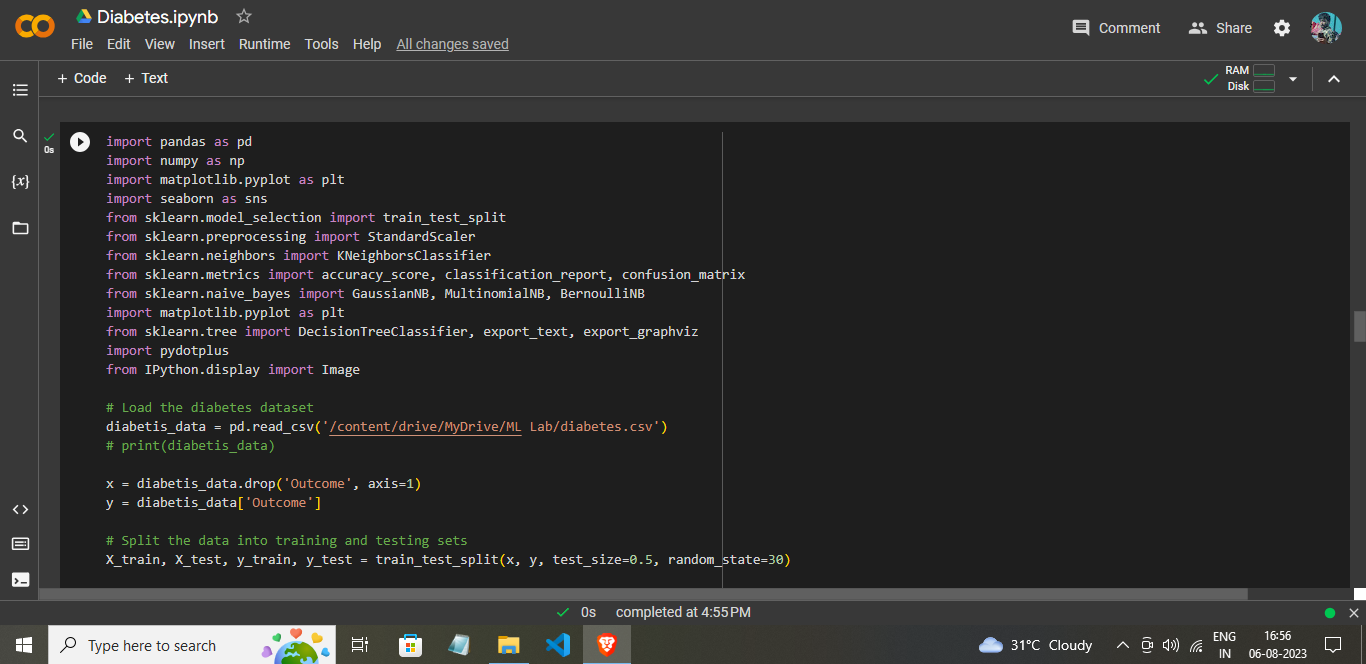 Diabetes.ipynb
File Edit View Insert Runtime Tools Help All changes saved
Comment Share
+ Code + Text
RAM
Disk
{x}
0s
import pandas as pd
import numpy as np
import matplotlib.pyplot as plt
import seaborn as sns
from sklearn.model_selection import train_test_split
from sklearn.preprocessing import StandardScaler
from sklearn.neighbors import KNeighborsClassifier
from sklearn.metrics import accuracy_score, classification_report, confusion_matrix
from sklearn.naive_bayes import GaussianNB, MultinomialNB, BernoulliNB
import matplotlib.pyplot as plt
from sklearn.tree import DecisionTreeClassifier, export_text, export_graphviz
import pydotplus
from IPython.display import Image
# Load the diabetes dataset
diabetis_data = pd.read_csv('/content/drive/MyDrive/ML Lab/diabetes.csv')
# print(diabetis_data)
x = diabetis_data.drop('Outcome', axis=1)
y = diabetis_data['Outcome']
# Split the data into training and testing sets
X_train, X_test, y_train, y_test = train_test_split(x, y, test_size=0.5, random_state=30)
0s completed at 4:55 PM
Type here to search
31°C Cloudy
ENG
IN
16:56
06-08-2023